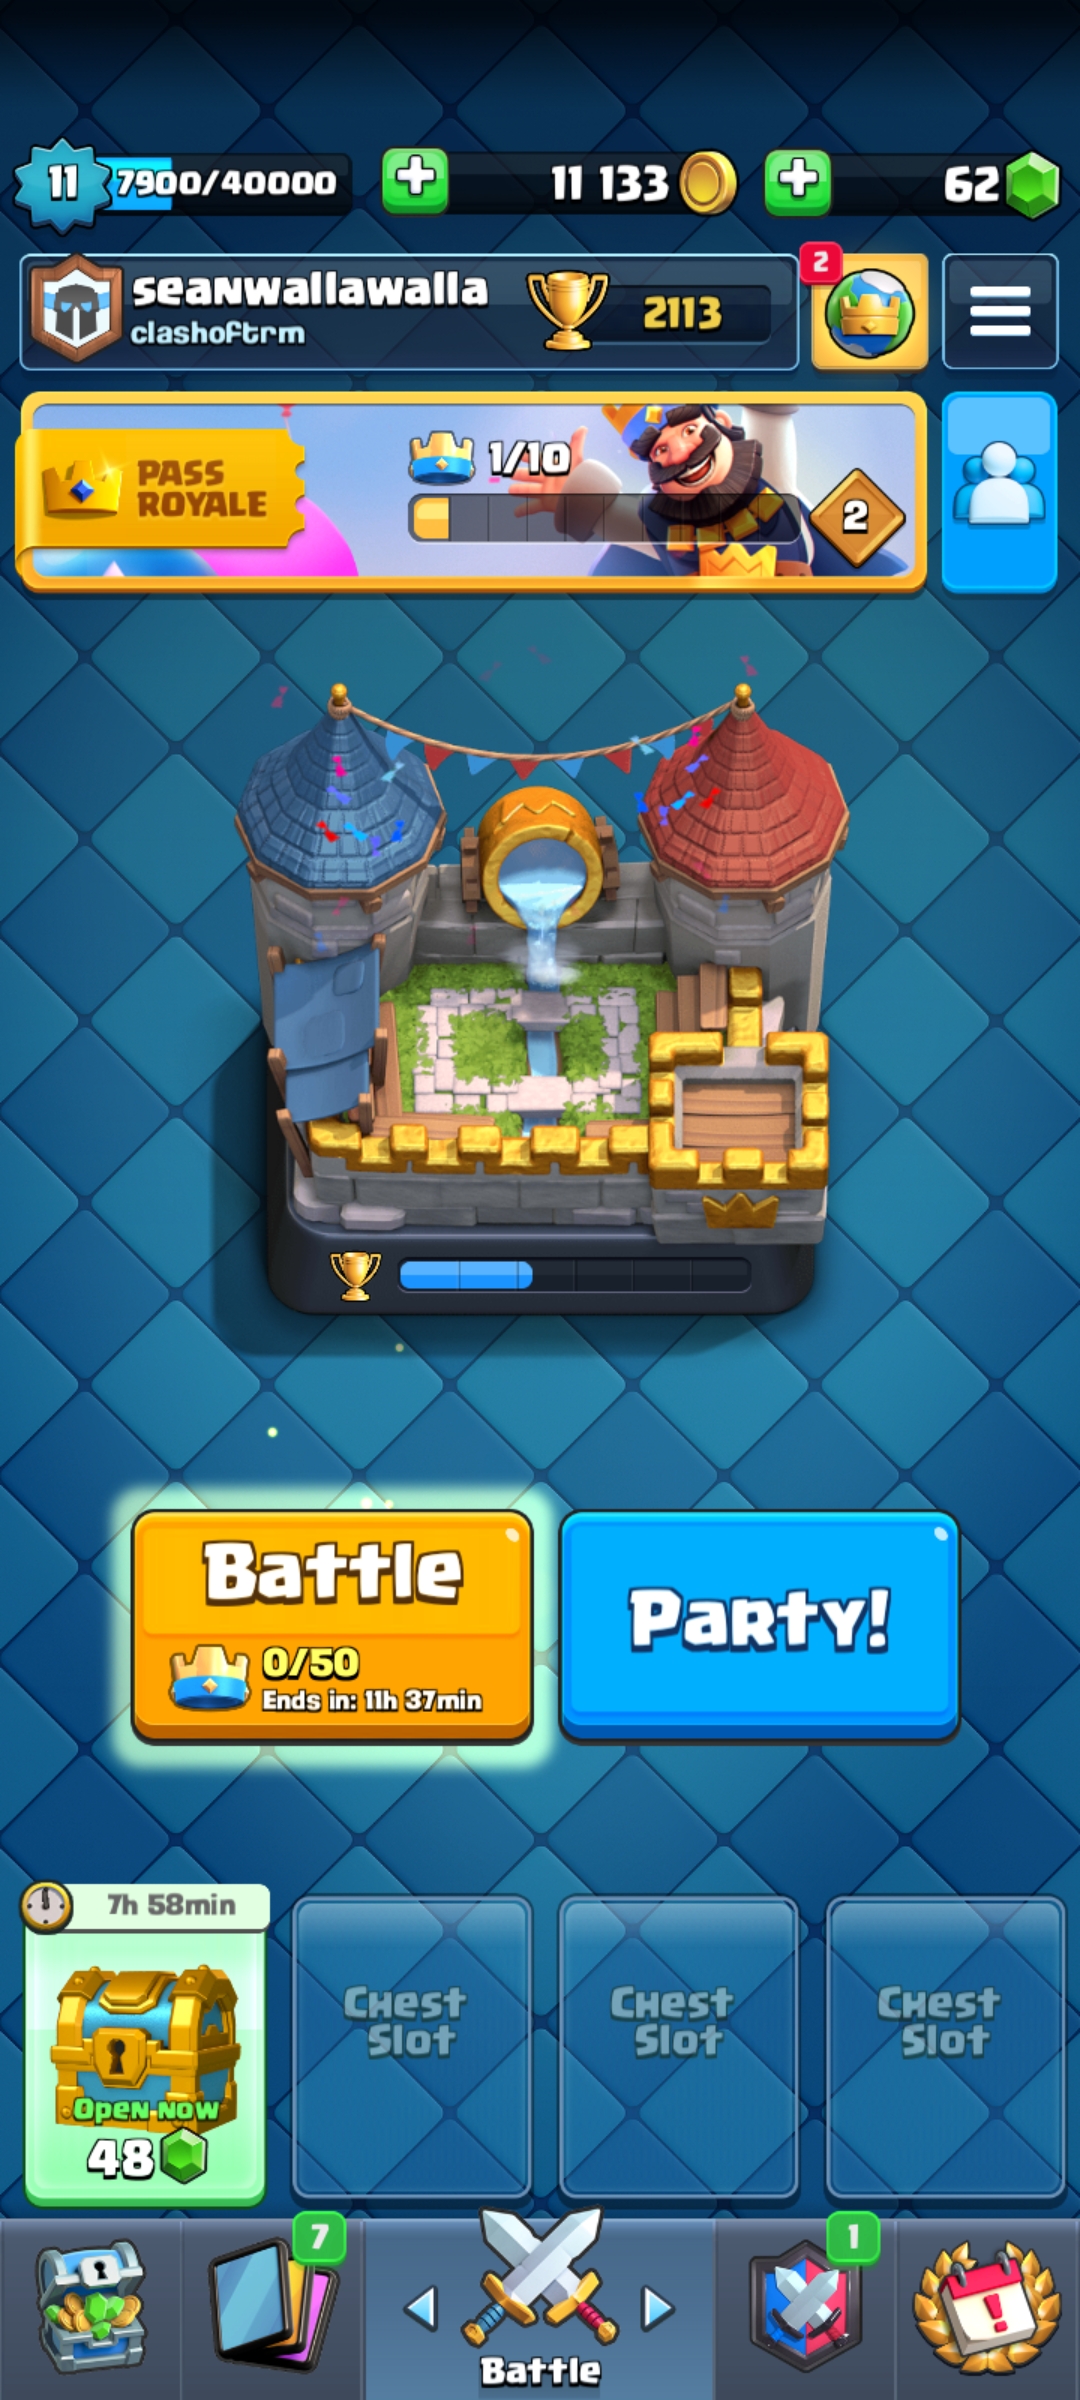 11
7900/40000
11 133
62
seanwallawalla
clashoftrm
2113
2
PASS
ROYALE
1/10
2
Battle
0/50
Ends in: 11h 37min
Party!
7h 58min
Open now
48
Chest
Slot
Chest
Slot
Chest
Slot
7
1
Battle